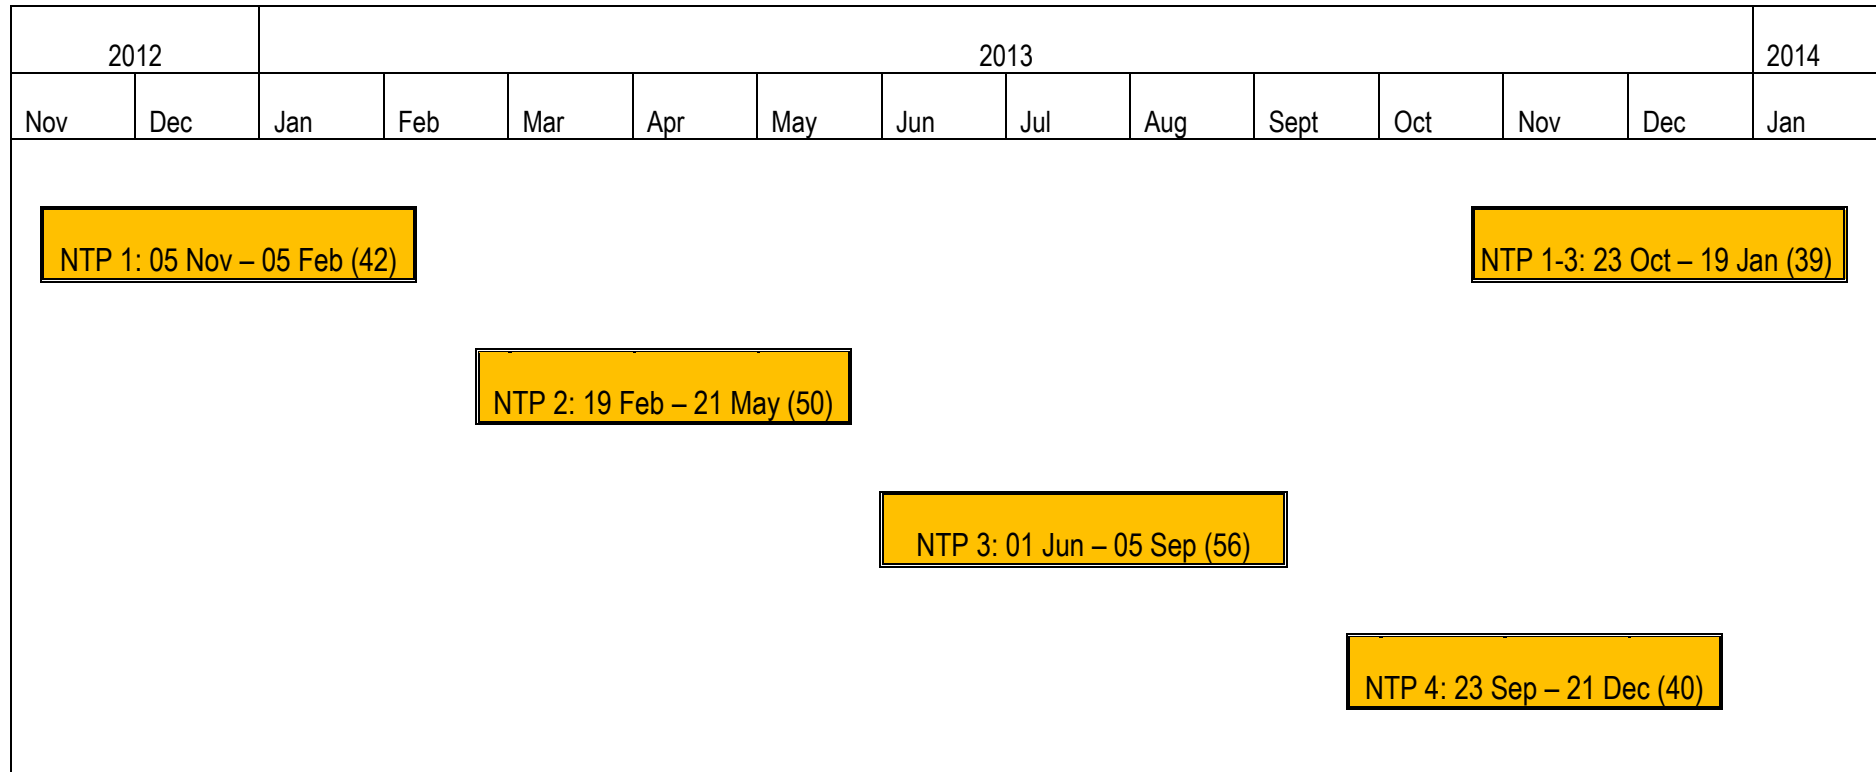 2012 2013 2014
Nov Dec Jan Feb Mar Apr May Jun Jul Aug Sept Oct Nov Dec Jan
NTP 1: 05 Nov – 05 Feb (42)
NTP 1-3: 23 Oct – 19 Jan (39)
NTP 2: 19 Feb – 21 May (50)
NTP 3: 01 Jun – 05 Sep (56)
NTP 4: 23 Sep – 21 Dec (40)